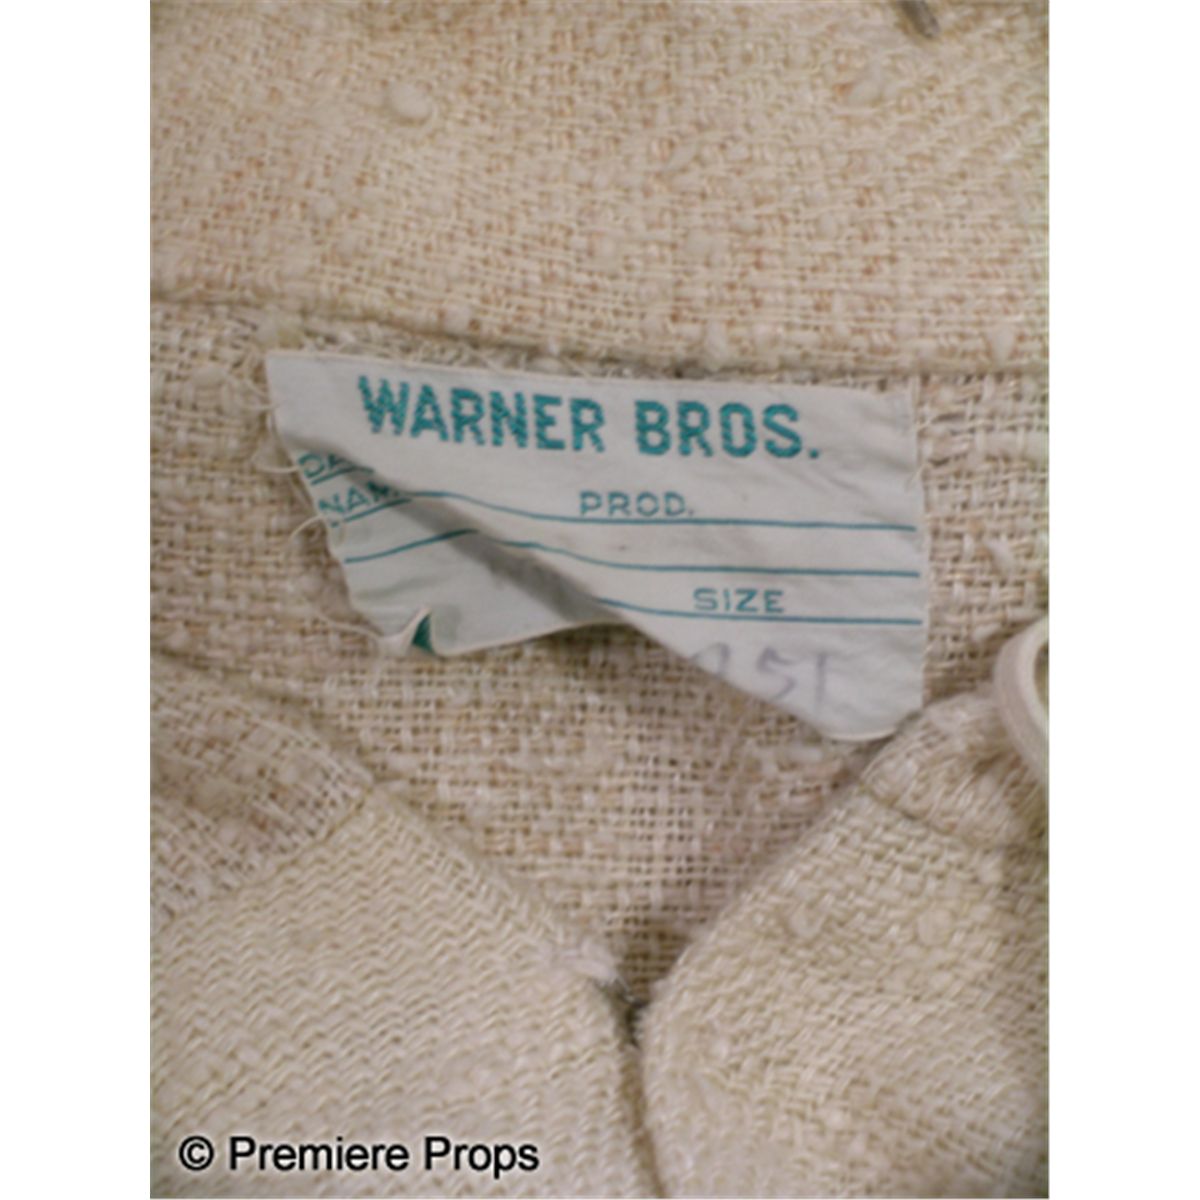 WARNER BROS.
PROD.
SIZE
© Premiere Props